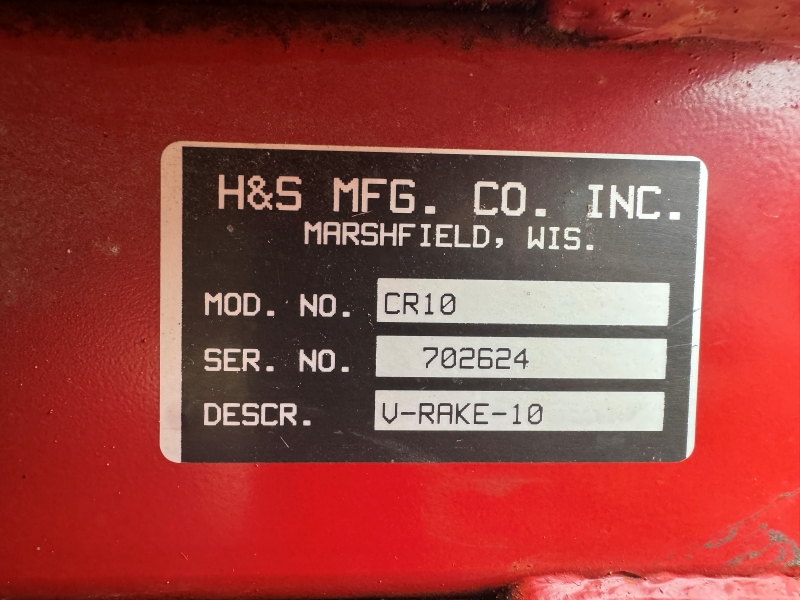 H&S MFG. CO. INC.
MARSHFIELD, WIS.
MOD. NO. CR10
SER. NO. 702624
DESCR. V-RAKE-10